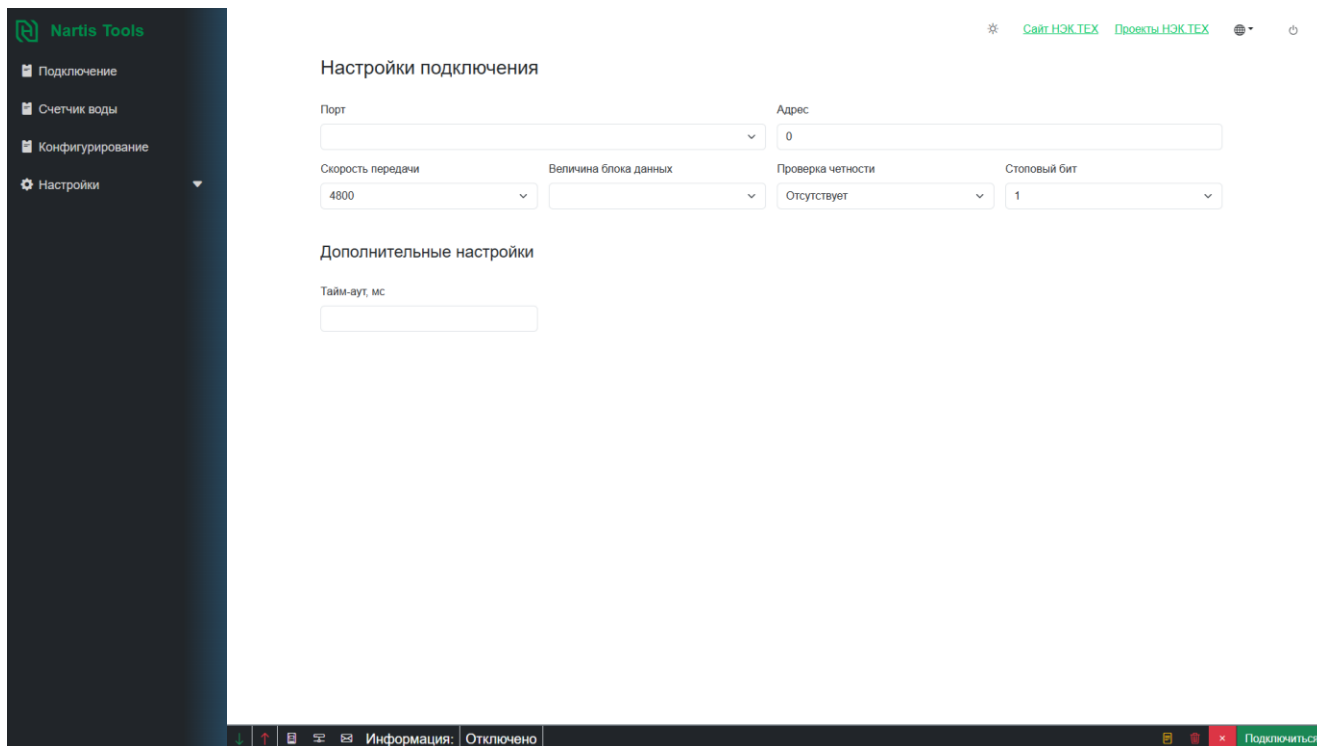 Nartis Tools
Сайт НЭК.ТЕХ Проекты НЭК.ТЕХ
Подключение
Счетчик воды
Конфигурирование
Настройки
Настройки подключения
Порт Адрес
0
Скорость передачи Величина блока данных Проверка четности Стоповый бит
4800 Отсутствует 1
Дополнительные настройки
Тайм-аут, мс
Информация: Отключено Подключиться